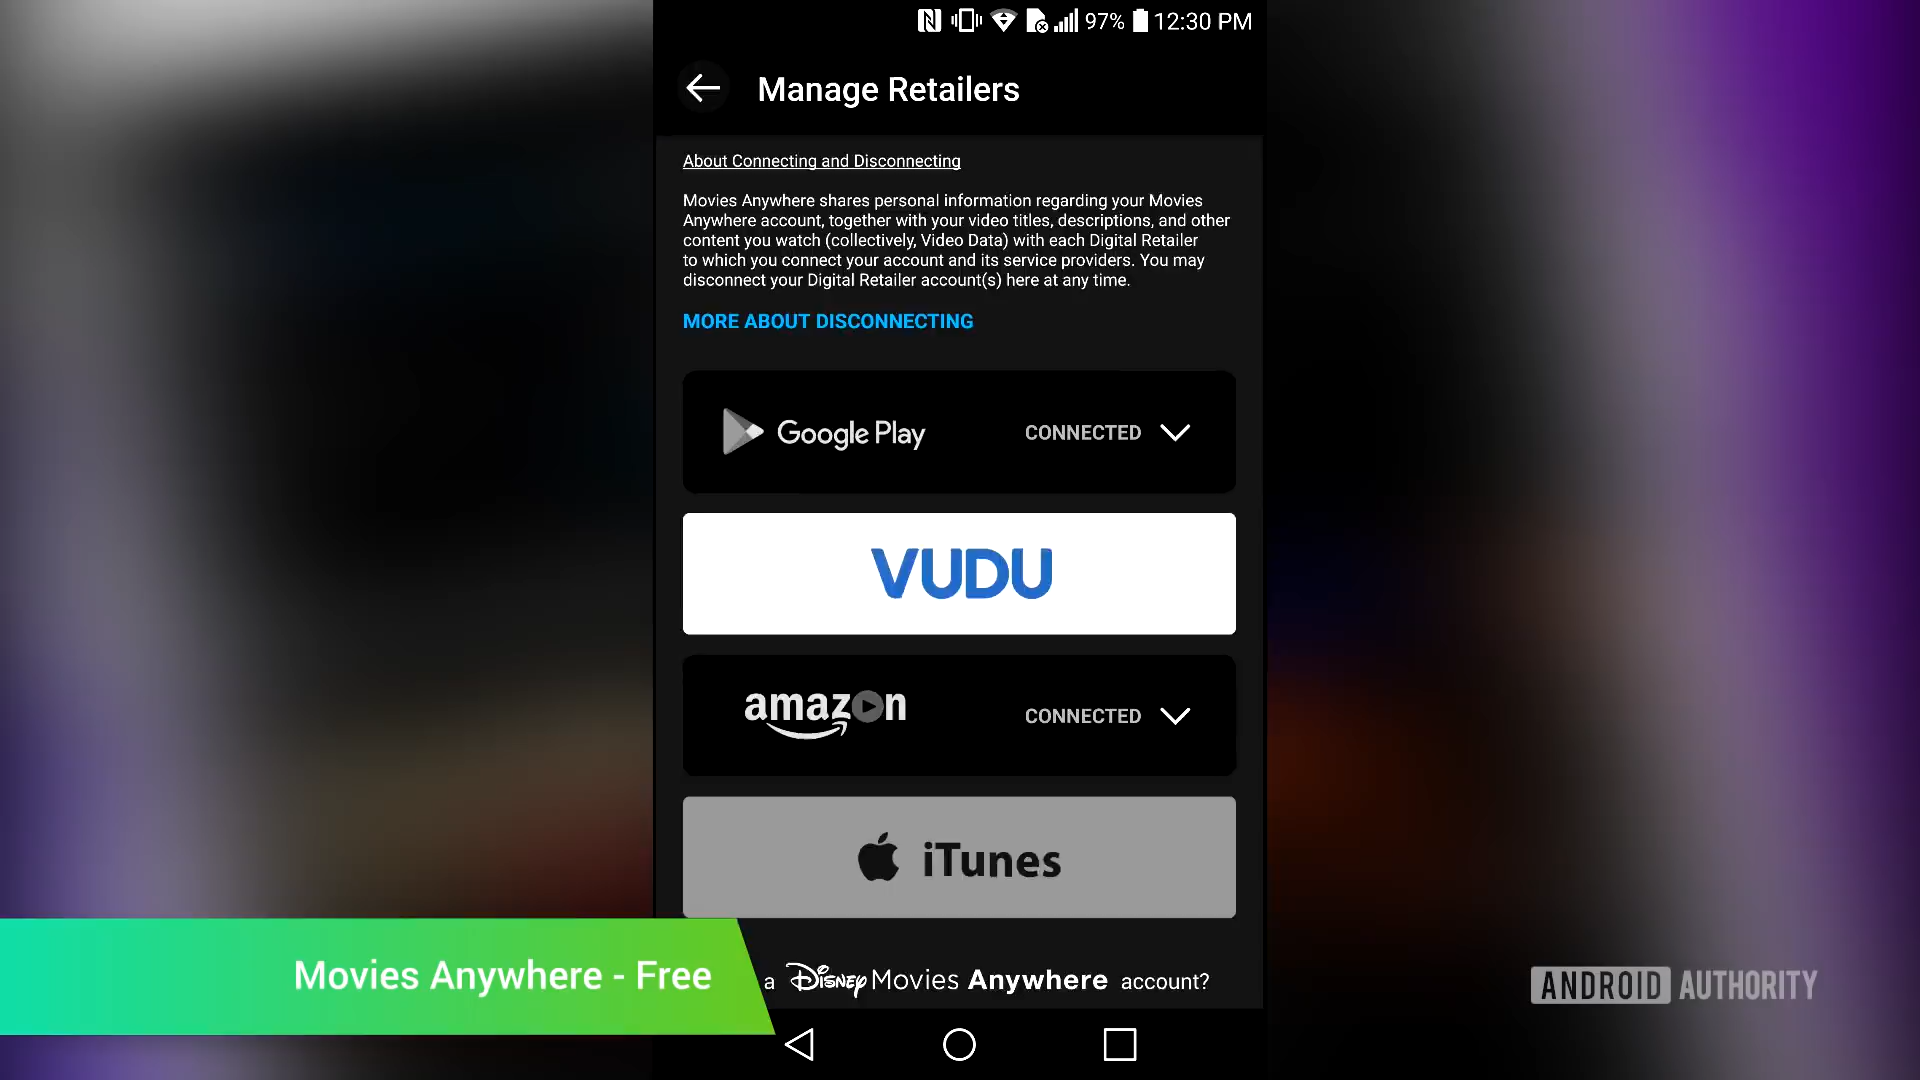 97% 12:30 PM
Manage Retailers
About Connecting and Disconnecting
Movies Anywhere shares personal information regarding your Movies
Anywhere account, together with your video titles, descriptions, and other
content you watch (collectively, Video Data) with each Digital Retailer
to which you connect your account and its service providers. You may
disconnect your Digital Retailer account(s) here at any time.
MORE ABOUT DISCONNECTING
Google Play CONNECTED
VUDU
amazon CONNECTED
iTunes
a Disney Movies Anywhere account?
Movies Anywhere - Free
ANDROID AUTHORITY